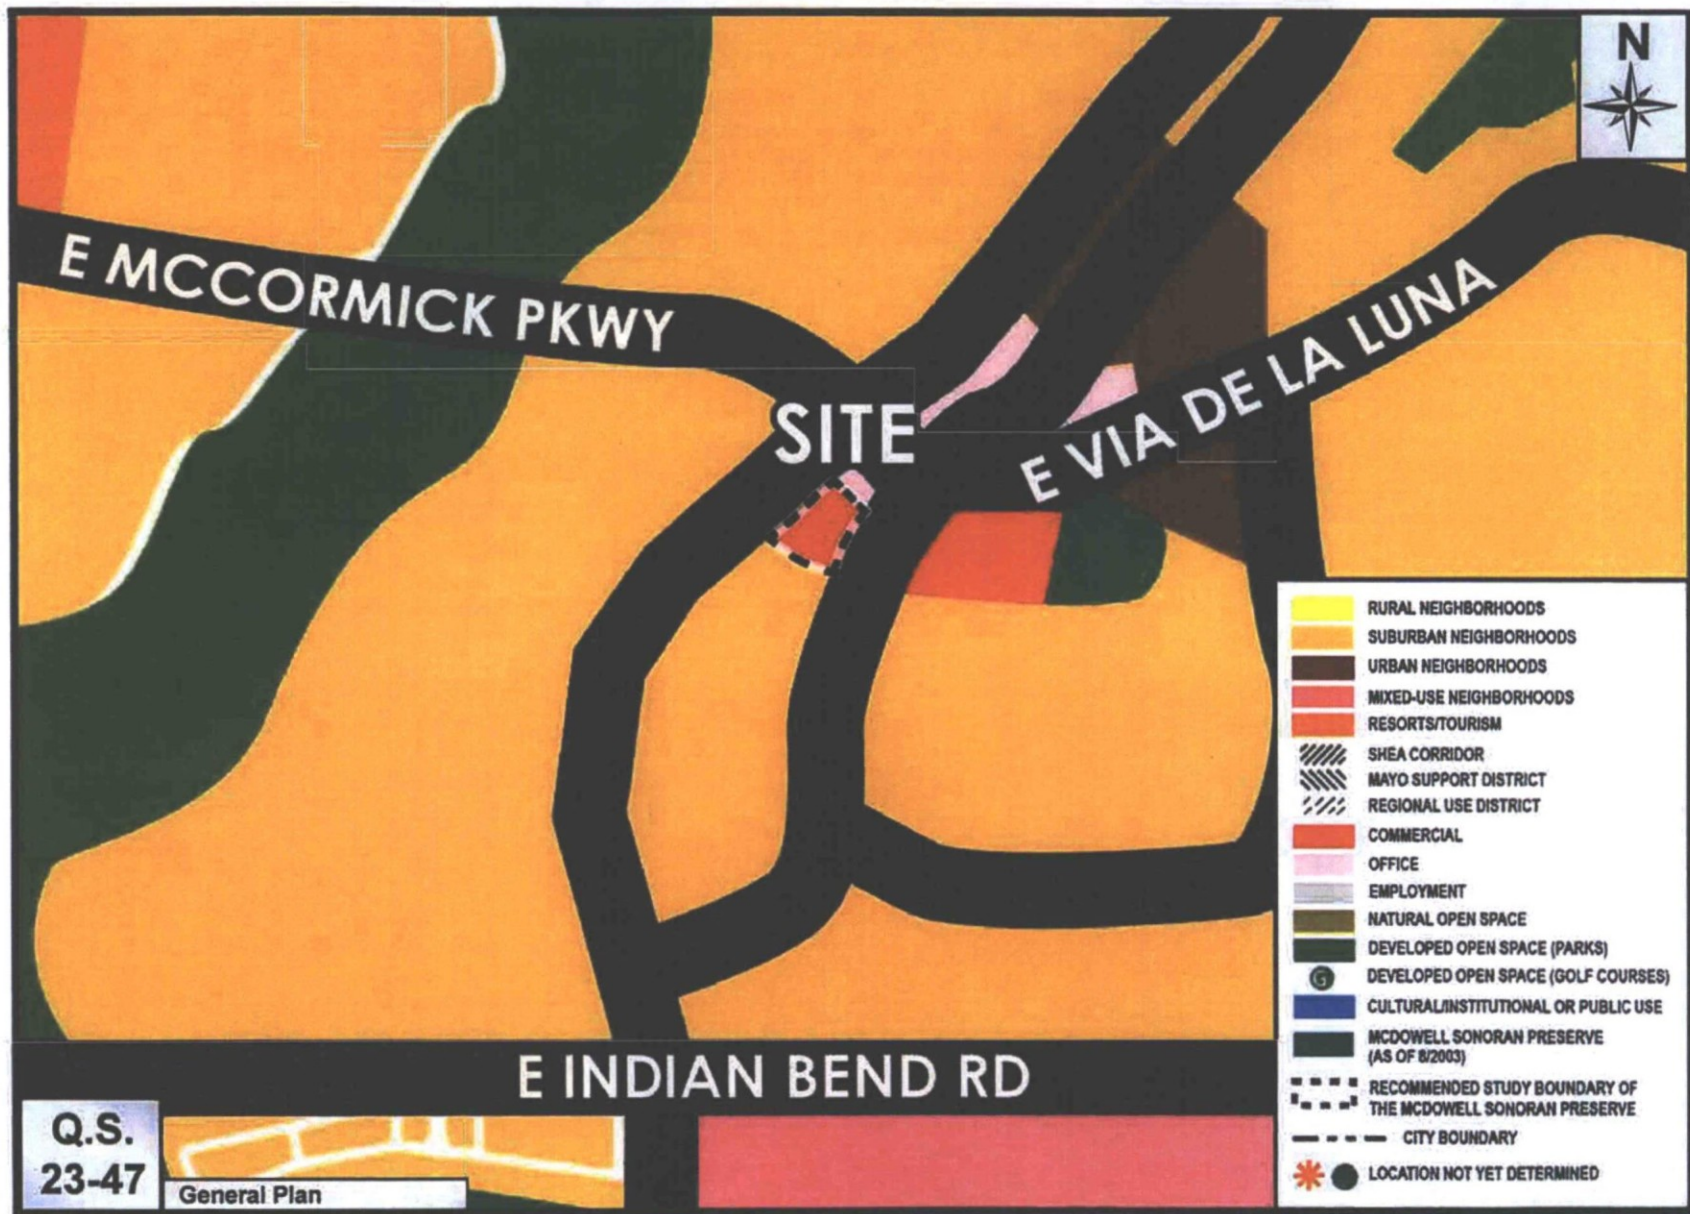 N
E MCCORMICK PKWY
SITE
E VIA DE LA LUNA
RURAL NEIGHBORHOODS
SUBURBAN NEIGHBORHOODS
URBAN NEIGHBORHOODS
MIXED-USE NEIGHBORHOODS
RESORTS/TOURISM
SHEA CORRIDOR
MAYO SUPPORT DISTRICT
REGIONAL USE DISTRICT
COMMERCIAL
OFFICE
EMPLOYMENT
NATURAL OPEN SPACE
DEVELOPED OPEN SPACE (PARKS)
G DEVELOPED OPEN SPACE (GOLF COURSES)
CULTURAL/INSTITUTIONAL OR PUBLIC USE
MCDOWELL SONORAN PRESERVE
(AS OF 8/2003)
RECOMMENDED STUDY BOUNDARY OF
THE MCDOWELL SONORAN PRESERVE
CITY BOUNDARY
LOCATION NOT YET DETERMINED
E INDIAN BEND RD
Q.S.
23-47
General Plan